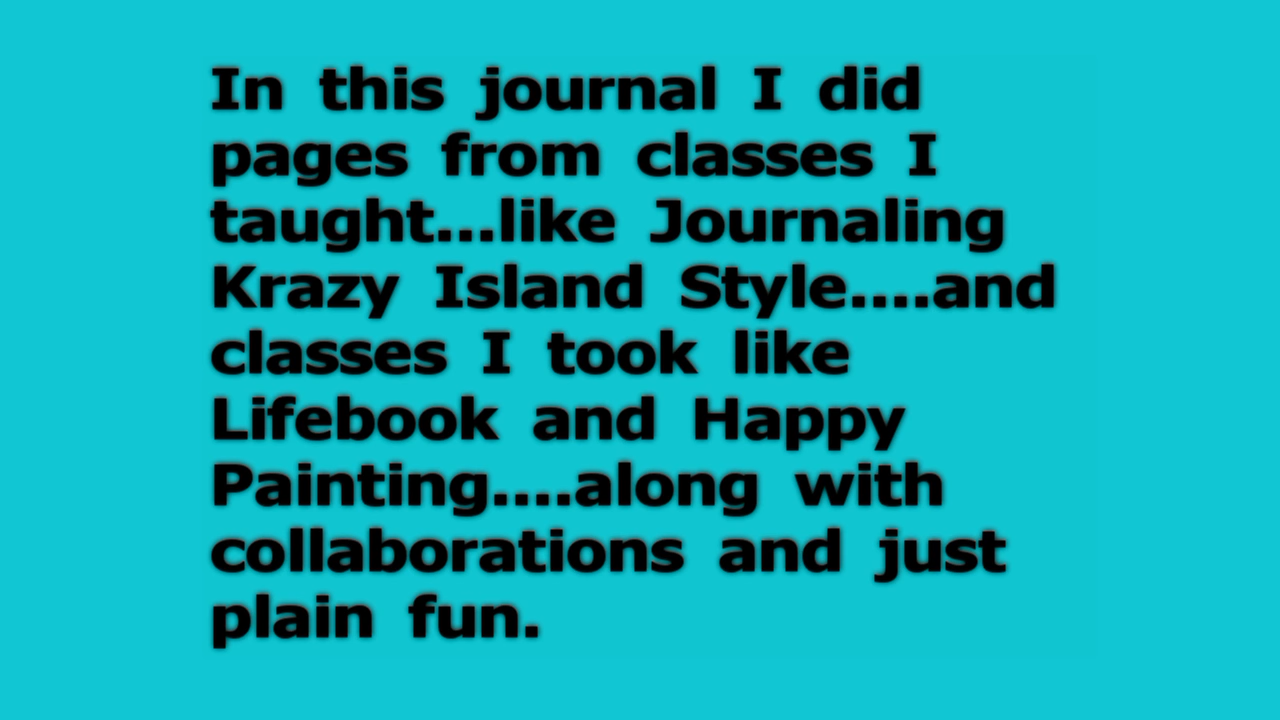 In this journal I did
pages from classes I
taught...like Journaling
Krazy Island Style....and
classes I took like
Lifebook and Happy
Painting....along with
collaborations and just
plain fun.